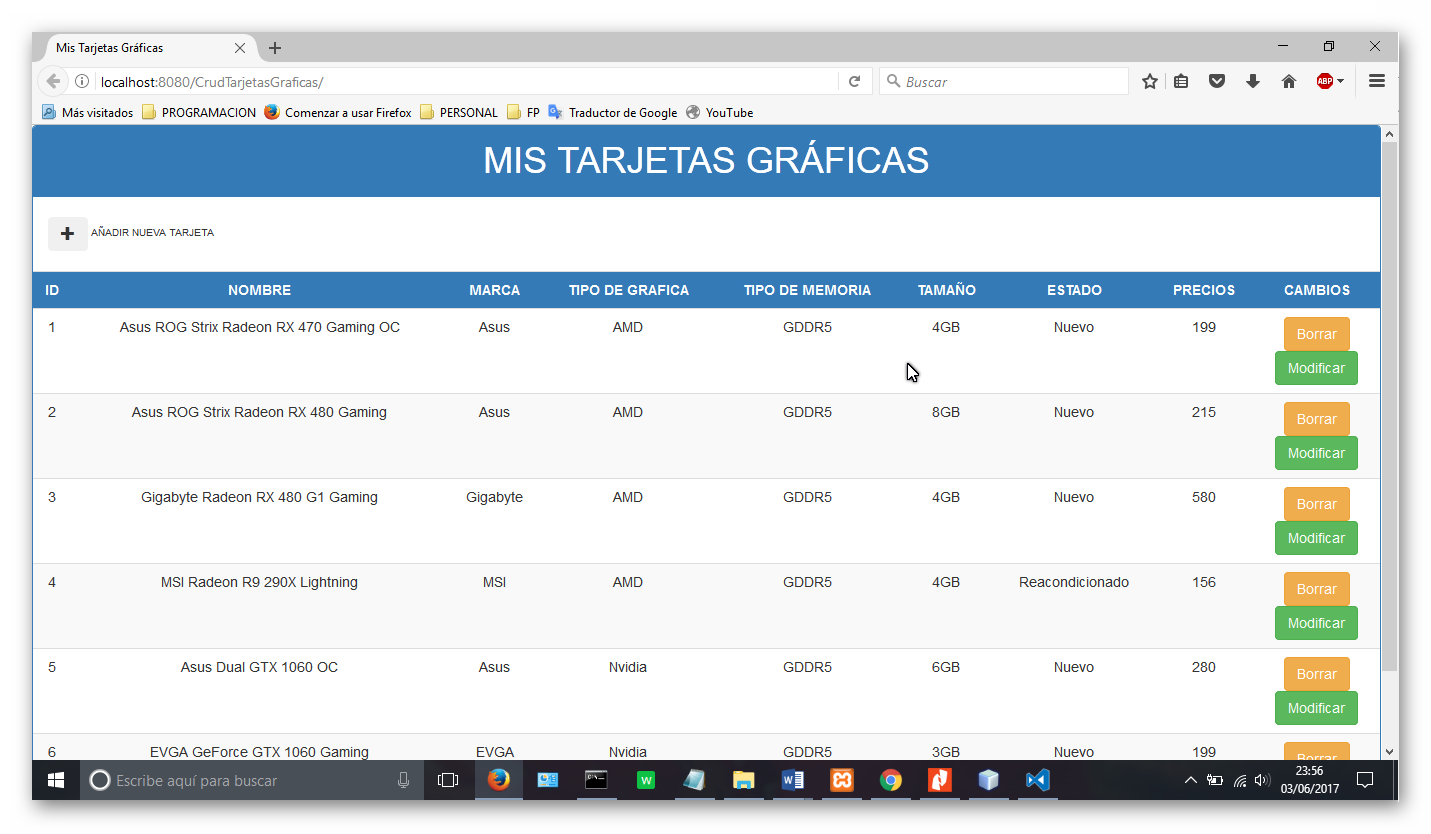 Mis Tarjetas Gráficas
localhost:8080/CrudTarjetasGraficas/
Buscar
ABP
Más visitados PROGRAMACION Comenzar a usar Firefox PERSONAL FP Traductor de Google YouTube
MIS TARJETAS GRÁFICAS
+ AÑADIR NUEVA TARJETA
ID NOMBRE MARCA TIPO DE GRAFICA TIPO DE MEMORIA TAMAÑO ESTADO PRECIOS CAMBIOS
1 Asus ROG Strix Radeon RX 470 Gaming OC Asus AMD GDDR5 4GB Nuevo 199 Borrar
Modificar
2 Asus ROG Strix Radeon RX 480 Gaming Asus AMD GDDR5 8GB Nuevo 215 Borrar
Modificar
3 Gigabyte Radeon RX 480 G1 Gaming Gigabyte AMD GDDR5 4GB Nuevo 580 Borrar
Modificar
4 MSI Radeon R9 290X Lightning MSI AMD GDDR5 4GB Reacondicionado 156 Borrar
Modificar
5 Asus Dual GTX 1060 OC Asus Nvidia GDDR5 6GB Nuevo 280 Borrar
Modificar
6 EVGA GeForce GTX 1060 Gaming EVGA Nvidia GDDR5 3GB Nuevo 199 Borrar
Escribe aquí para buscar
23:56
03/06/2017